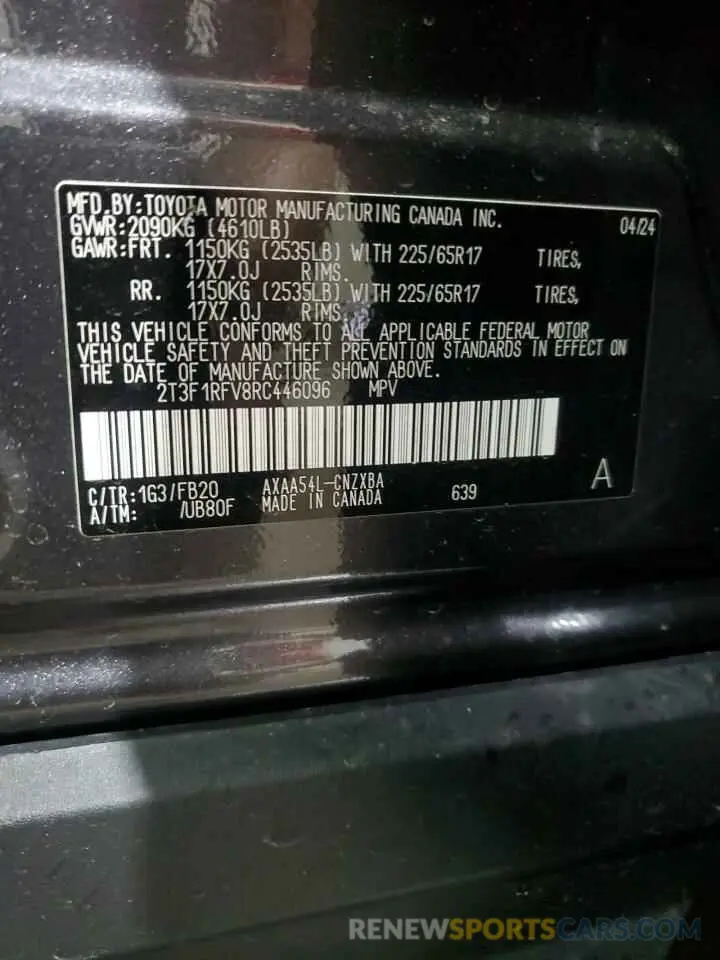 MFD.BY:TOYOTA MOTOR MANUFACTURING CANADA INC.
GVWR:2090KG (4610LB) 04/24
GAWR:FRT. 1150KG (2535LB) WITH 225/65R17 TIRES,
17X7.0J RIMS.
RR. 1150KG (2535LB) WITH 225/65R17 TIRES,
17X7.0J RIMS.
THIS VEHICLE CONFORMS TO ALL APPLICABLE FEDERAL MOTOR
VEHICLE SAFETY AND THEFT PREVENTION STANDARDS IN EFFECT ON
THE DATE OF MANUFACTURE SHOWN ABOVE.
2T3F1RFV8RC446096 MPV
C/TR:1G3/FB20 AXAA54L-CNZXBA A
A/TM: /UB80F MADE IN CANADA 639
RENEWSPORTSCARS.COM